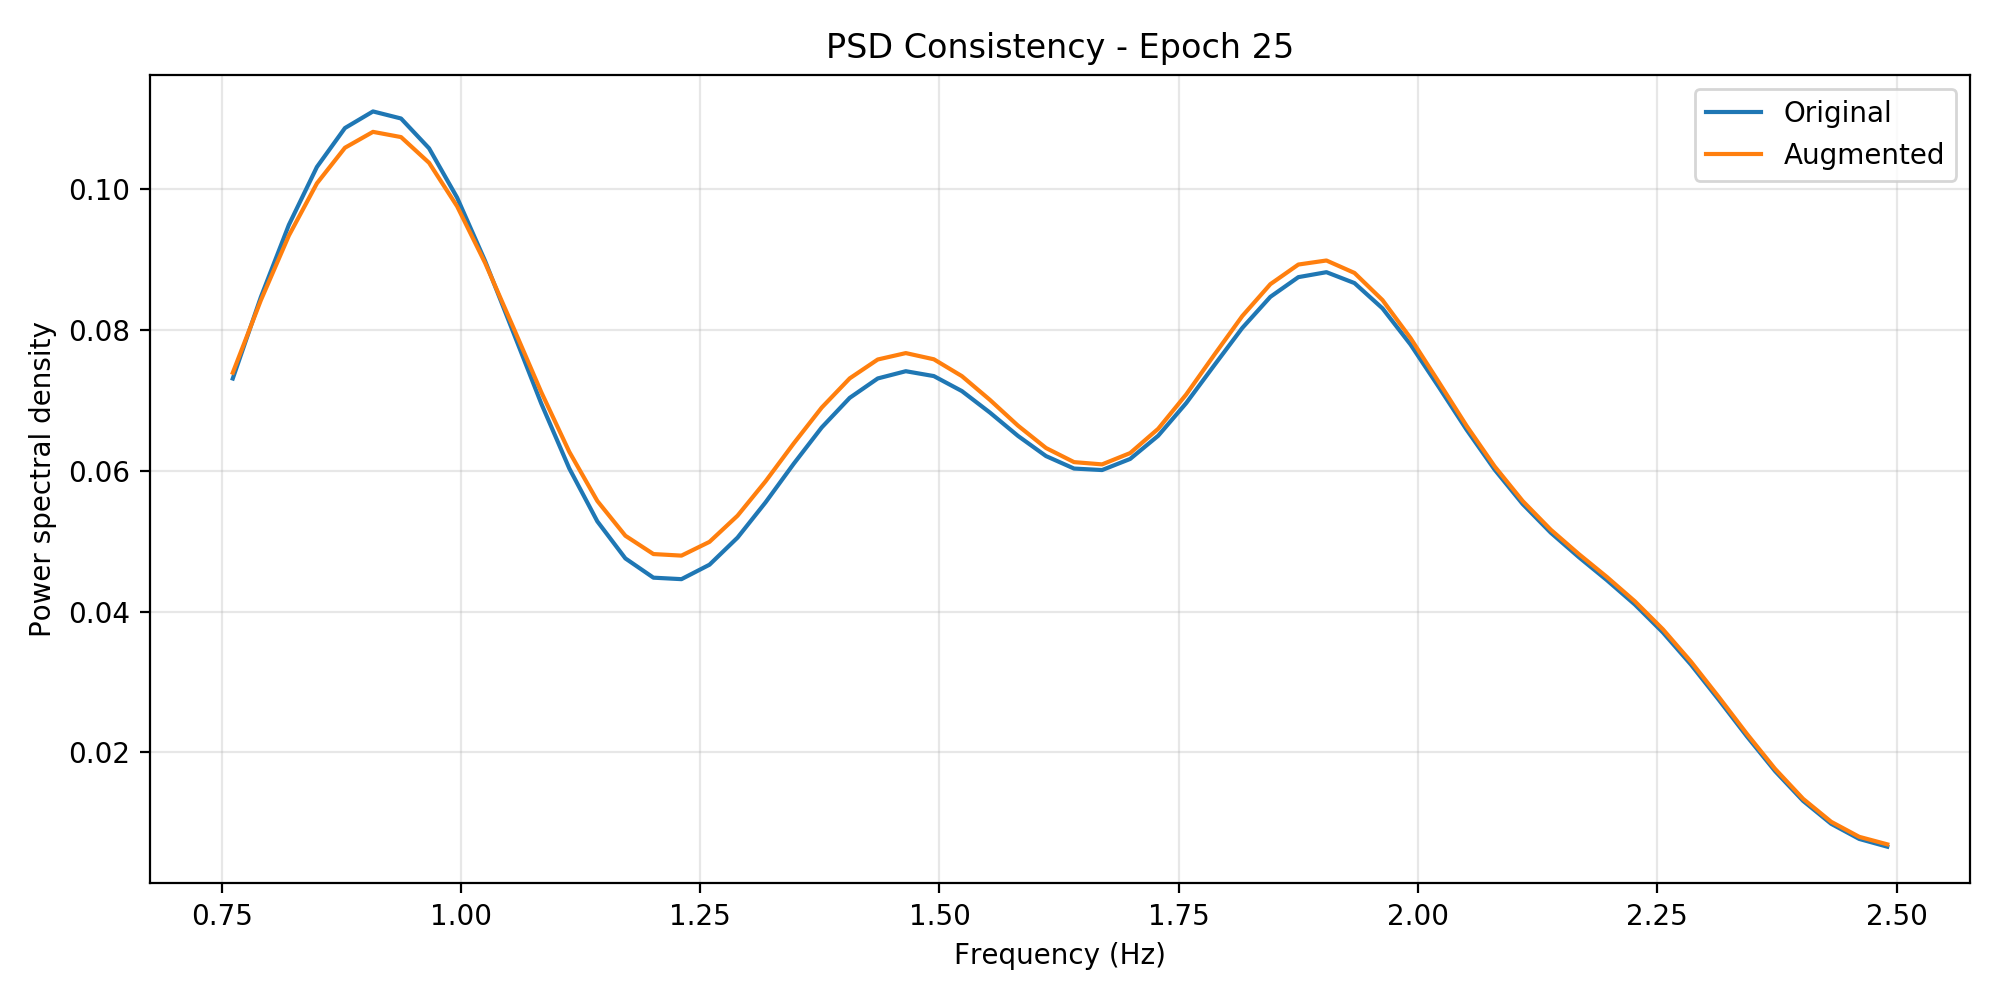 PSD Consistency - Epoch 25
Original
Augmented
Power spectral density
0.10
0.08
0.06
0.04
0.02
0.75 1.00 1.25 1.50 1.75 2.00 2.25 2.50
Frequency (Hz)